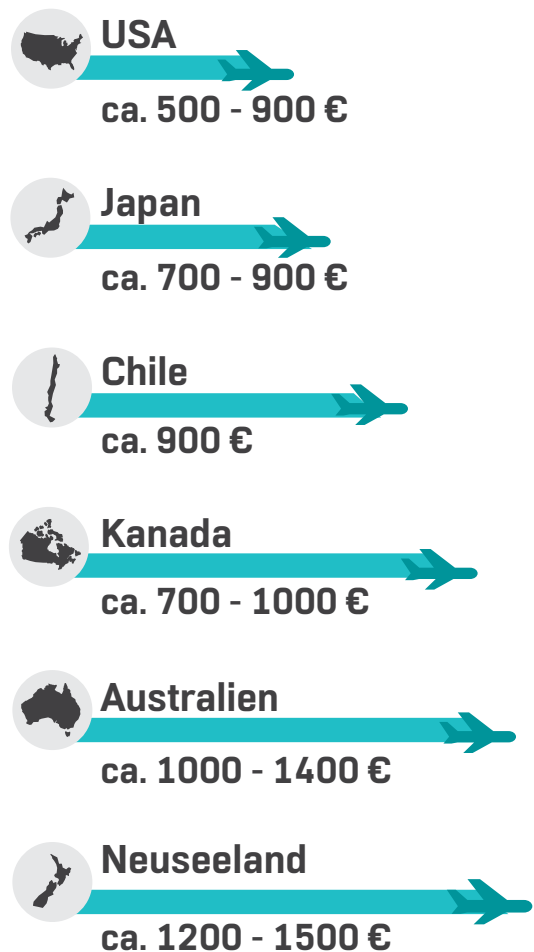 USA
ca. 500 - 900 €
Japan
ca. 700 - 900 €
Chile
ca. 900 €
Kanada
ca. 700 - 1000 €
Australien
ca. 1000 - 1400 €
Neuseeland
ca. 1200 - 1500 €